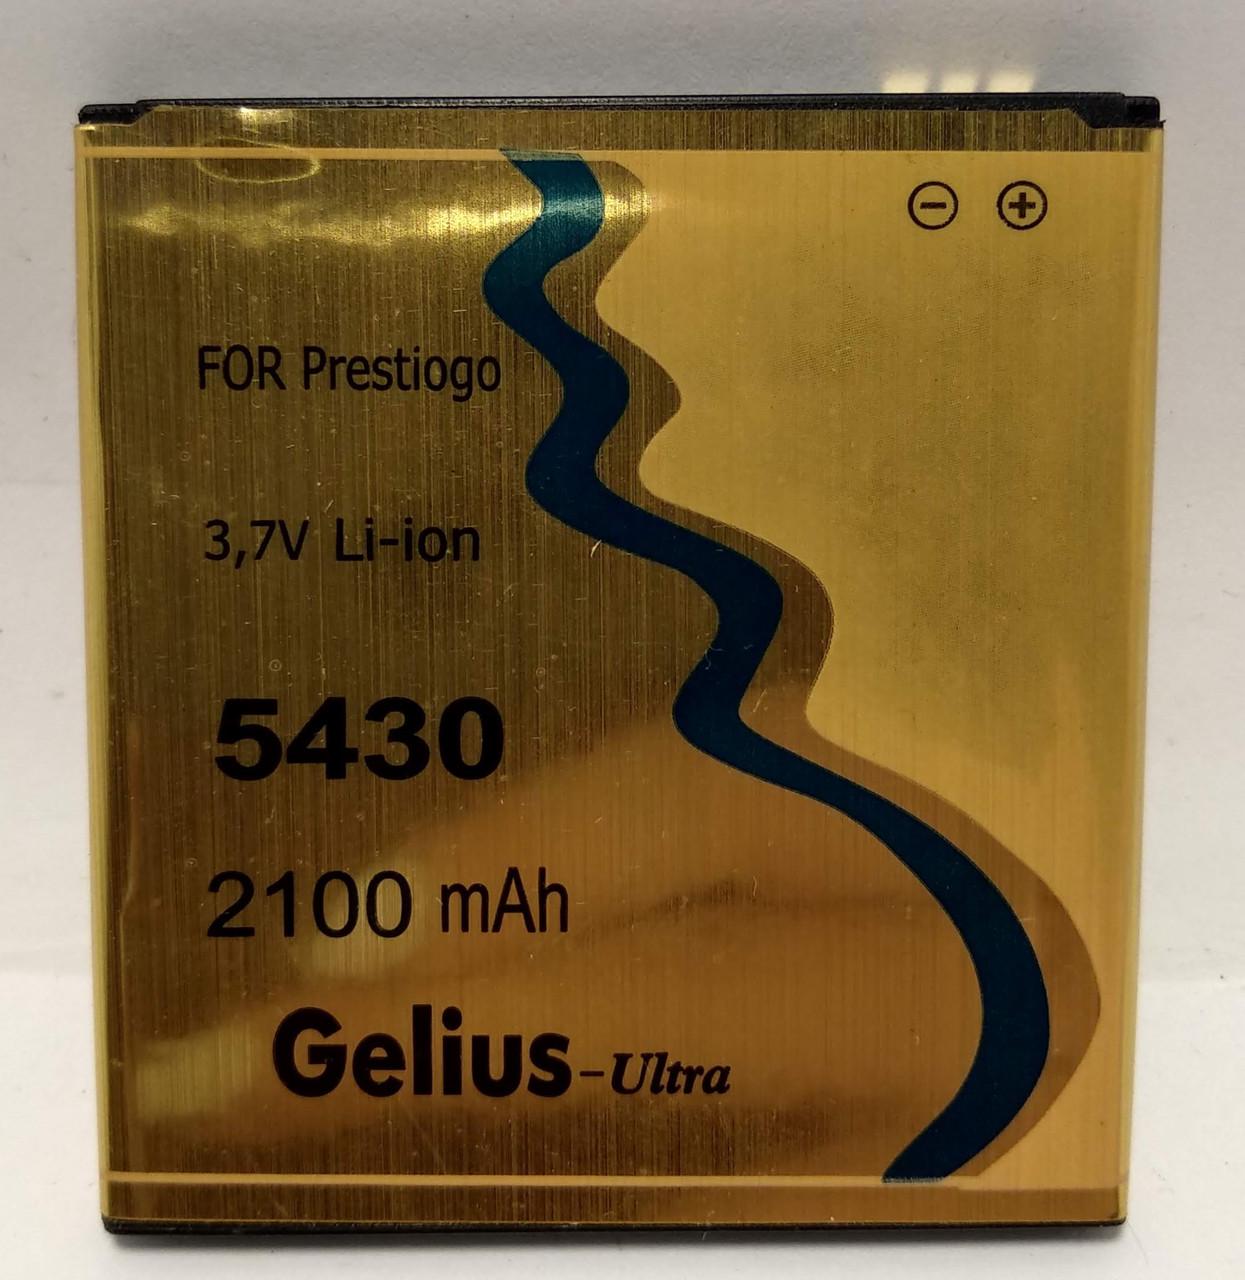 ⊖ ⊕
FOR Prestiogo
3,7V Li-ion
5430
2100 mAh
Gelius-Ultra